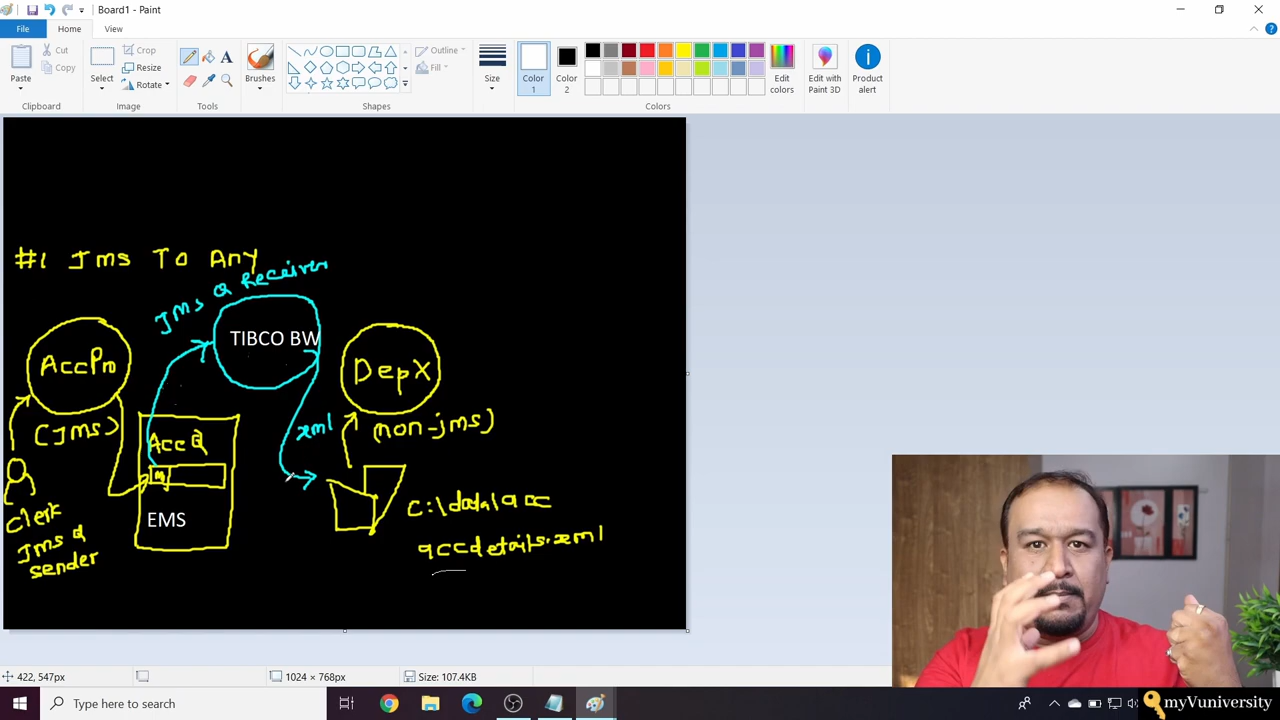 Board1 - Paint
File
Home
View
Paste
Cut
Copy
Clipboard
Select
Crop
Resize
Rotate
Image
Tools
Brushes
Shapes
Outline
Fill
Size
Color
1
Color
2
Colors
Edit
colors
Edit with
Paint 3D
Product
alert
#1 Jms To Any
JMS Q Receiver
TIBCO BW
AccPro
DepX
(Jms)
xml
(non-jms)
AccQ
m
EMS
clerk
Jms Q
sender
c:\data\acc
accdetails.xml
422, 547px
1024 × 768px
Size: 107.4KB
Type here to search
myVuniversity